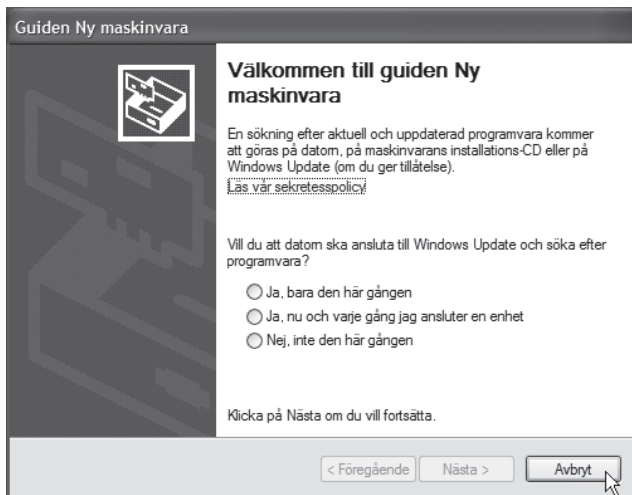 Guiden Ny maskinvara
Välkommen till guiden Ny
maskinvara
En sökning efter aktuell och uppdaterad programvara kommer
att göras på datorn, på maskinvarans installations-CD eller på
Windows Update (om du ger tillåtelse).
Läs vår sekretesspolicy
Vill du att datorn ska ansluta till Windows Update och söka efter
programvara?
Ja, bara den här gången
Ja, nu och varje gång jag ansluter en enhet
Nej, inte den här gången
Klicka på Nästa om du vill fortsätta.
< Föregående
Nästa >
Avbryt